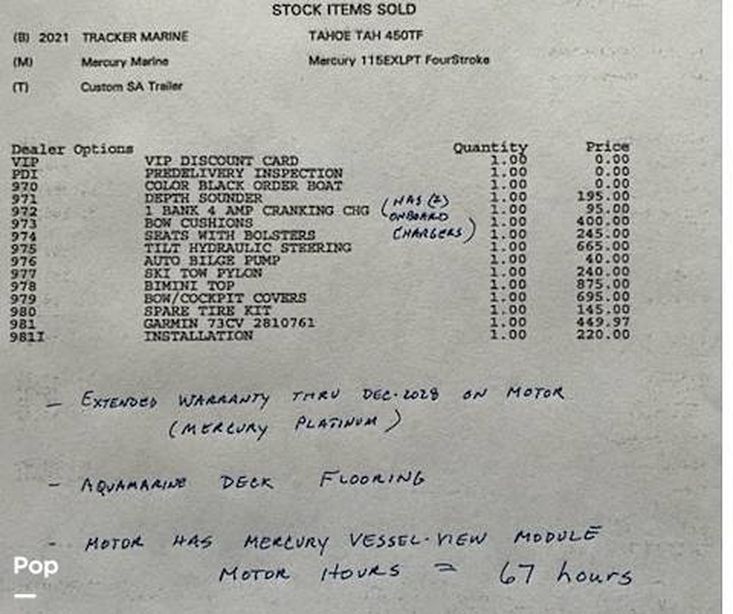 STOCK ITEMS SOLD
(B) 2021 TRACKER MARINE TAHOE TAH 450TF
(M) Mercury Marine Mercury 115EXLPT FourStroke
(T) Custom SA Trailer
Dealer Options Quantity Price
VIP VIP DISCOUNT CARD 1.00 0.00
PDI PREDELIVERY INSPECTION 1.00 0.00
970 COLOR BLACK ORDER BOAT 1.00 0.00
971 DEPTH SOUNDER 1.00 195.00
972 1 BANK 4 AMP CRANKING CHG (HAS (2) 1.00 95.00
973 BOW CUSHIONS ONBOARD 1.00 400.00
974 SEATS WITH BOLSTERS CHARGERS) 1.00 245.00
975 TILT HYDRAULIC STEERING 1.00 665.00
976 AUTO BILGE PUMP 1.00 40.00
977 SKI TOW PYLON 1.00 240.00
978 BIMINI TOP 1.00 875.00
979 BOW/COCKPIT COVERS 1.00 695.00
980 SPARE TIRE KIT 1.00 145.00
981 GARMIN 73CV 2810761 1.00 449.97
981I INSTALLATION 1.00 220.00
- EXTENDED WARRANTY THRU DEC-2028 ON MOTOR
(MERCURY PLATINUM)
- AQUAMARINE DECK FLOORING
- MOTOR HAS MERCURY VESSEL-VIEW MODULE
MOTOR HOURS = 67 hours
Pop